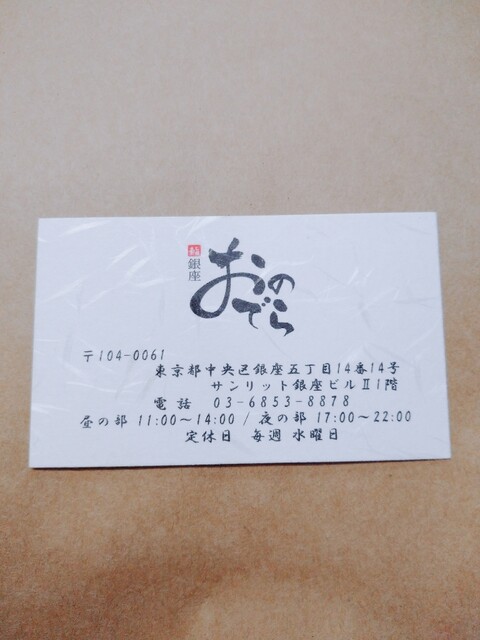 鮨
銀座
おのでら
〒104-0061
東京都中央区銀座五丁目14番14号
サンリット銀座ビルⅡ1階
電話 03-6853-8878
昼の部 11:00〜14:00 / 夜の部 17:00〜22:00
定休日 毎週 水曜日